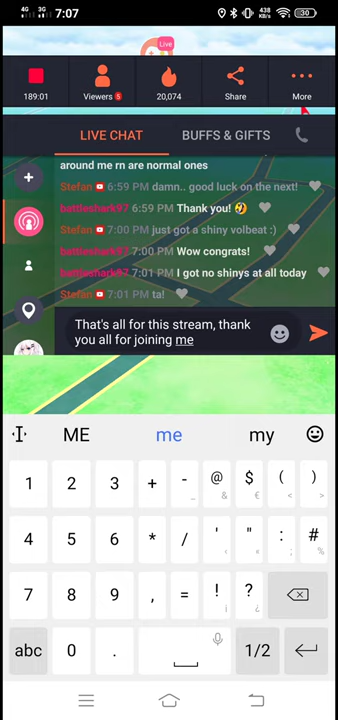 4G 3G 7:07 438 KB/s 30
Live
189:01 Viewers 5 20,074 Share More
LIVE CHAT BUFFS & GIFTS
around me rn are normal ones
Stefan 6:59 PM damn.. good luck on the next!
battleshark97 6:59 PM Thank you! 🤣
Stefan 7:00 PM just got a shiny volbeat :)
battleshark97 7:00 PM Wow congrats!
battleshark97 7:01 PM I got no shinys at all today
Stefan 7:01 PM ta!
That's all for this stream, thank
you all for joining me
ME me my
1 2 3 + - _ @ & $ € ( < ) >
4 5 6 * / ' ‹ " « : ; # %
7 8 9 , = ! ¡ ? ¿
abc 0 . 1/2